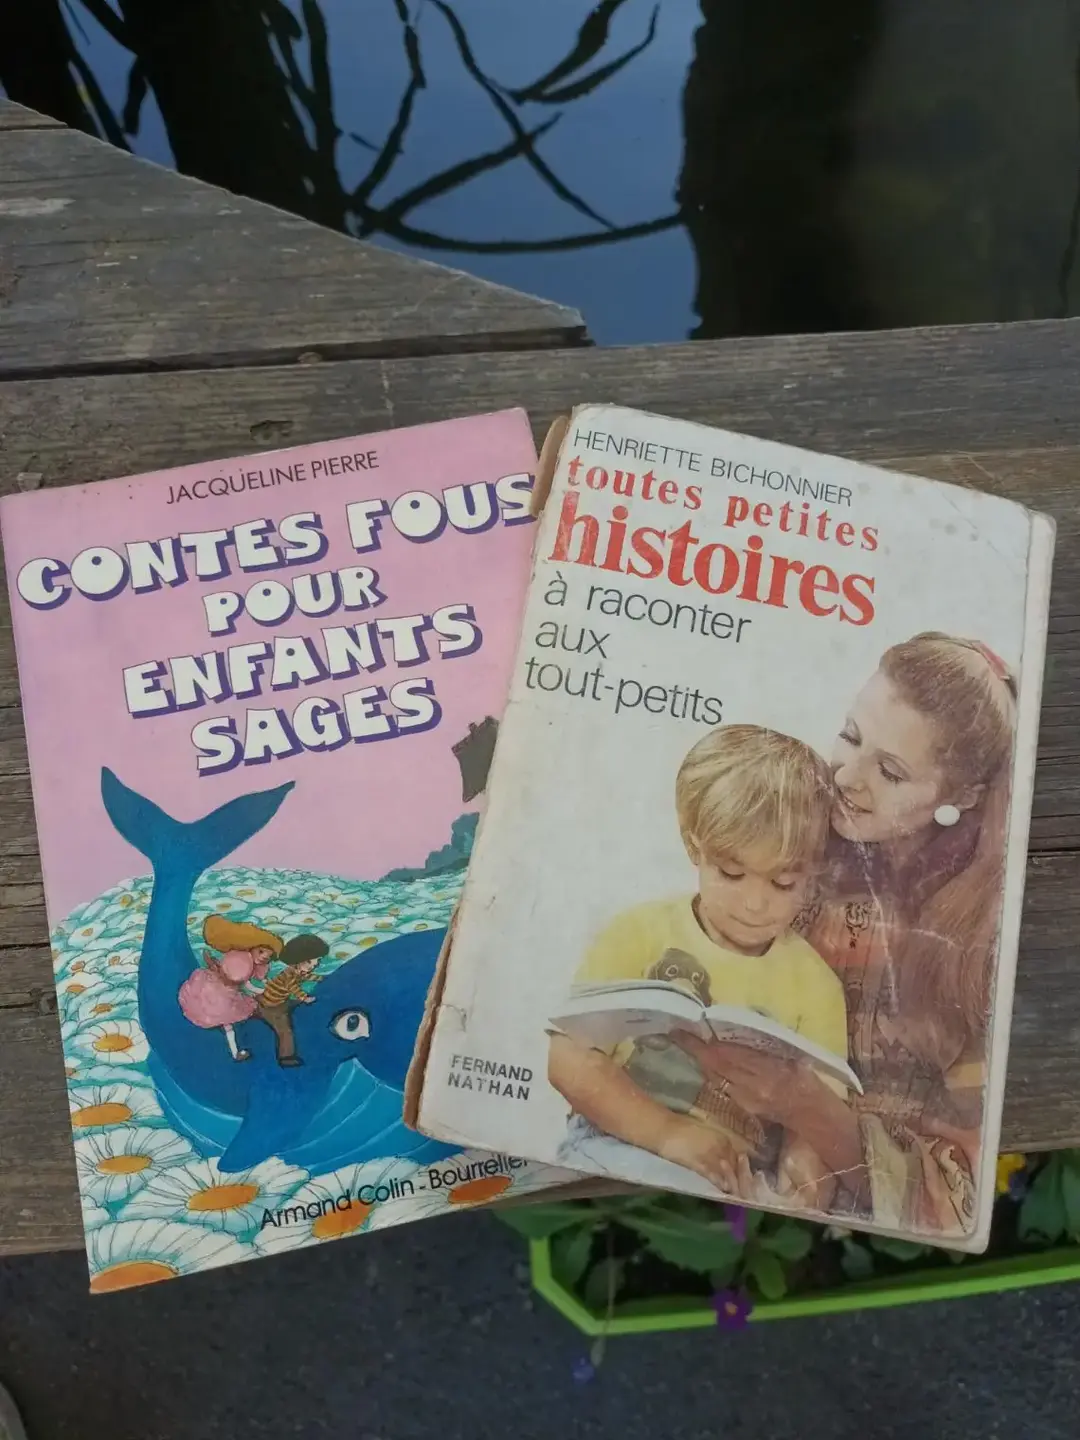 JACQUELINE PIERRE
CONTES FOUS
POUR
ENFANTS
SAGES
Armand Colin - Bourrelier
HENRIETTE BICHONNIER
toutes petites
histoires
à raconter
aux
tout-petits
FERNAND
NATHAN